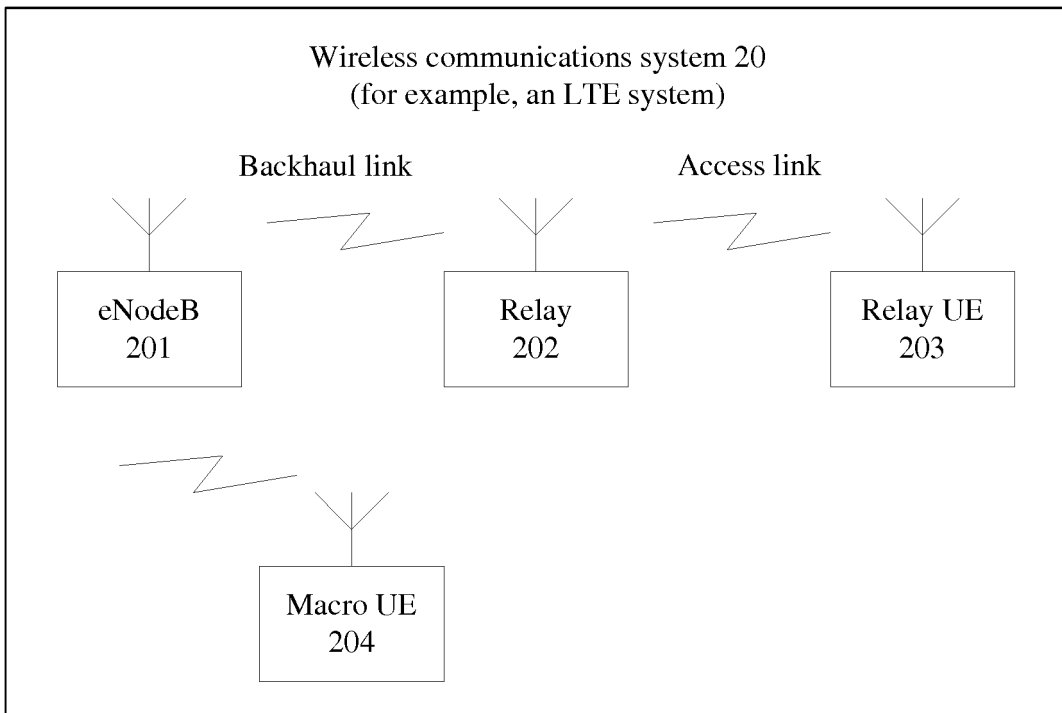 Wireless communications system 20
(for example, an LTE system)
Backhaul link
Access link
eNodeB
201
Relay
202
Relay UE
203
Macro UE
204